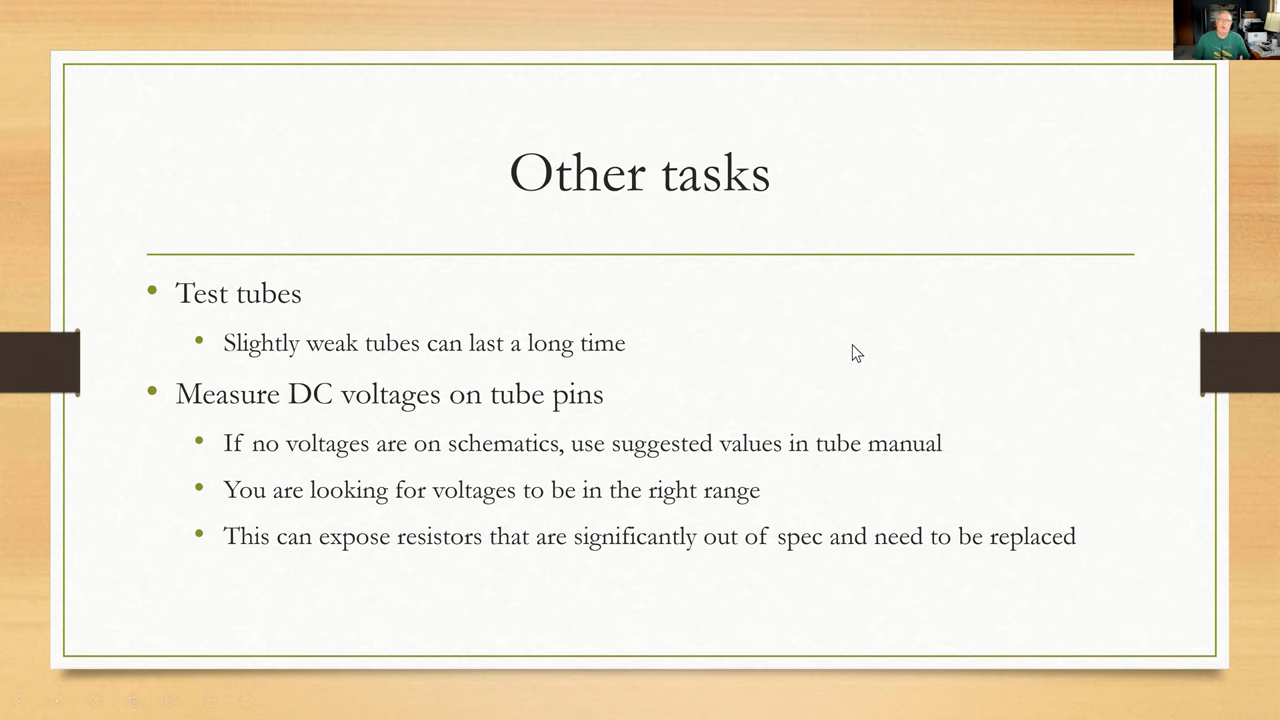 Other tasks
Test tubes
Slightly weak tubes can last a long time
Measure DC voltages on tube pins
If no voltages are on schematics, use suggested values in tube manual
You are looking for voltages to be in the right range
This can expose resistors that are significantly out of spec and need to be replaced